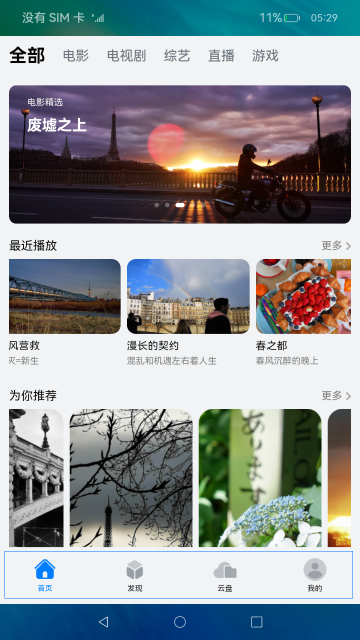 没有 SIM 卡 11% 05:29
全部 电影 电视剧 综艺 直播 游戏
电影精选
废墟之上
最近播放 更多
风营救 漫长的契约 春之都
灭=新生 混乱和机遇左右着人生 春风沉醉的晚上
为你推荐 更多
あります
首页 发现 云盘 我的